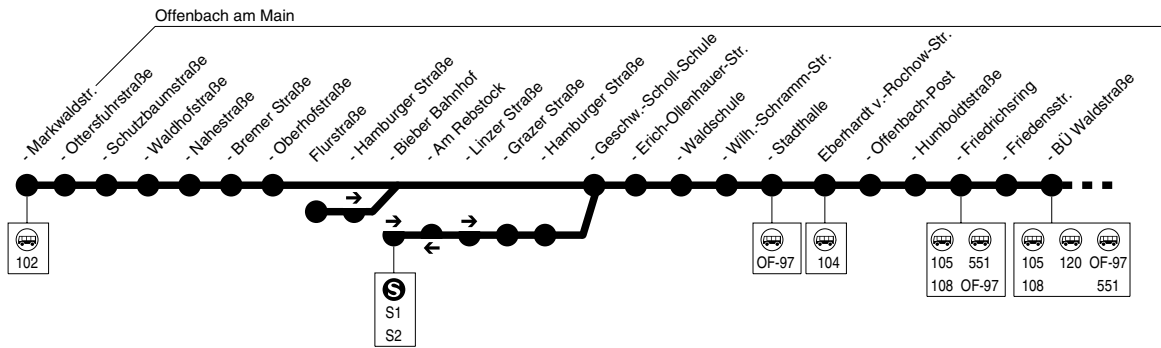 Offenbach am Main
- Markwaldstr.
- Ottersfuhrstraße
- Schutzbaumstraße
- Waldhofstraße
- Nahestraße
- Bremer Straße
- Oberhofstraße
Flurstraße
- Hamburger Straße
- Bieber Bahnhof
- Am Rebstock
- Linzer Straße
- Grazer Straße
- Hamburger Straße
- Geschw.-Scholl-Schule
- Erich-Ollenhauer-Str.
- Waldschule
- Wilh.-Schramm-Str.
- Stadthalle
Eberhardt v.-Rochow-Str.
- Offenbach-Post
- Humboldtstraße
- Friedrichsring
- Friedensstr.
- BÜ Waldstraße
102
S
S1
S2
OF-97
104
105 551
108 OF-97
105 120 OF-97
108 551